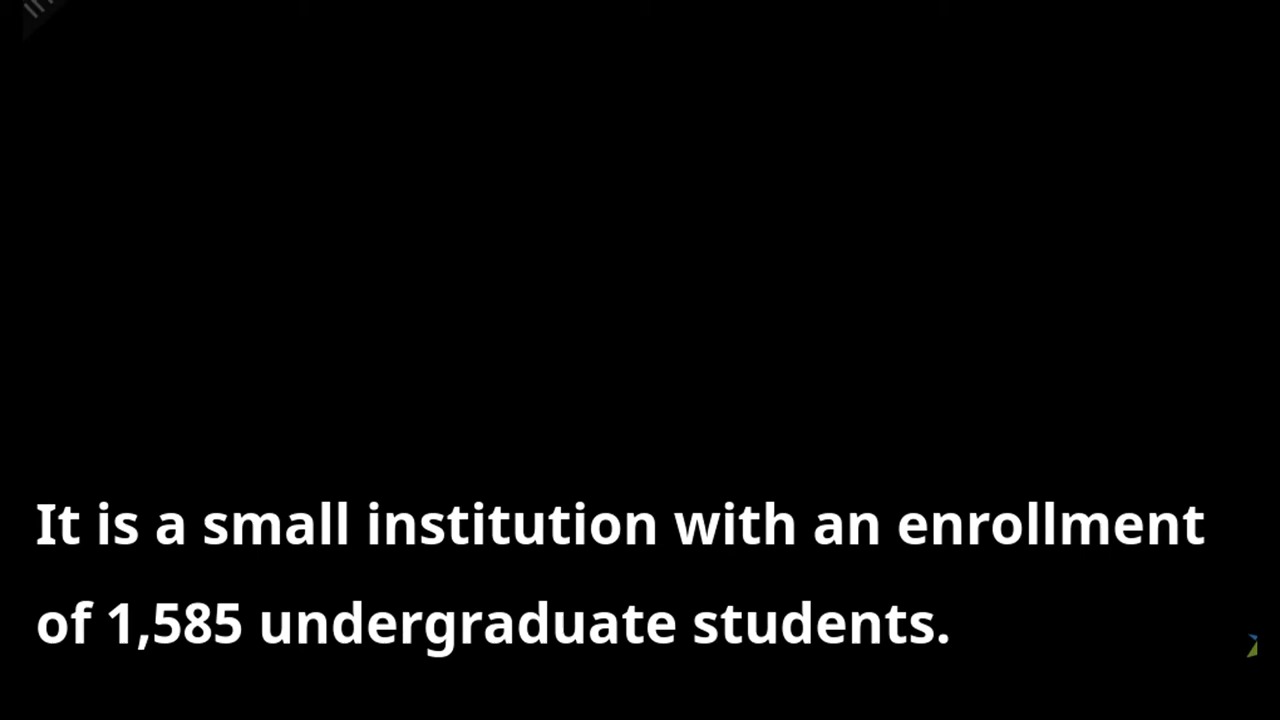 It is a small institution with an enrollment
of 1,585 undergraduate students.